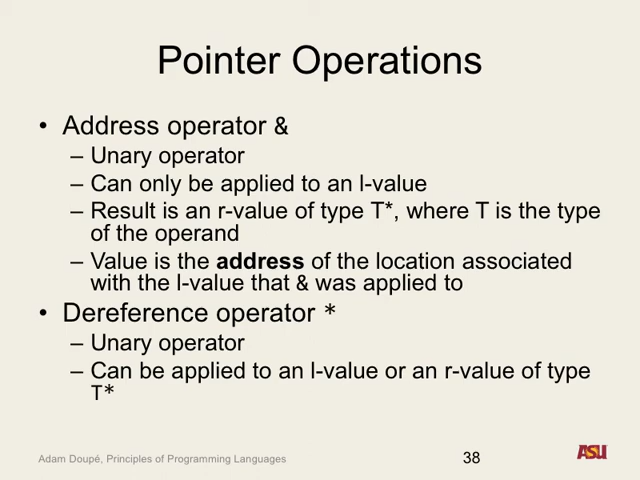 Pointer Operations
• Address operator &
– Unary operator
– Can only be applied to an l-value
– Result is an r-value of type T*, where T is the type
of the operand
– Value is the address of the location associated
with the l-value that & was applied to
• Dereference operator *
– Unary operator
– Can be applied to an l-value or an r-value of type
T*
Adam Doupé, Principles of Programming Languages
38
ASU